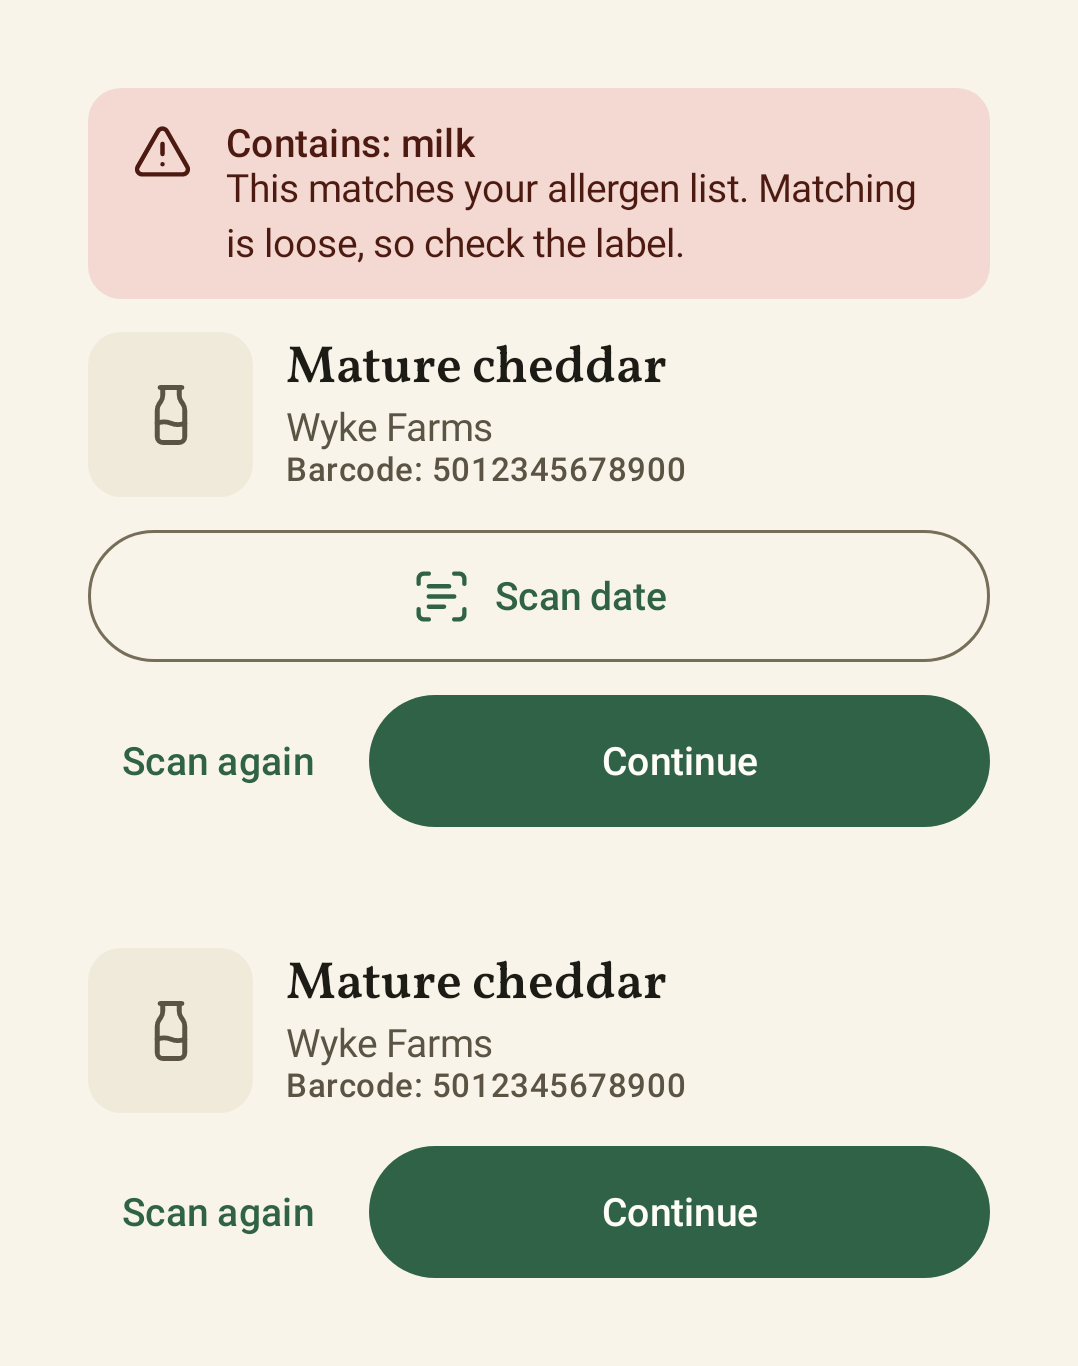 Contains: milk
This matches your allergen list. Matching
is loose, so check the label.
Mature cheddar
Wyke Farms
Barcode: 5012345678900
Scan date
Scan again
Continue
Mature cheddar
Wyke Farms
Barcode: 5012345678900
Scan again
Continue